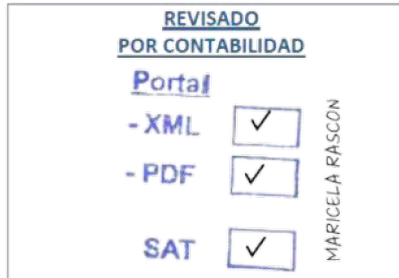 REVISADO
POR CONTABILIDAD
Portal
- XML ✓
- PDF ✓
SAT ✓
MARICELA RASCON